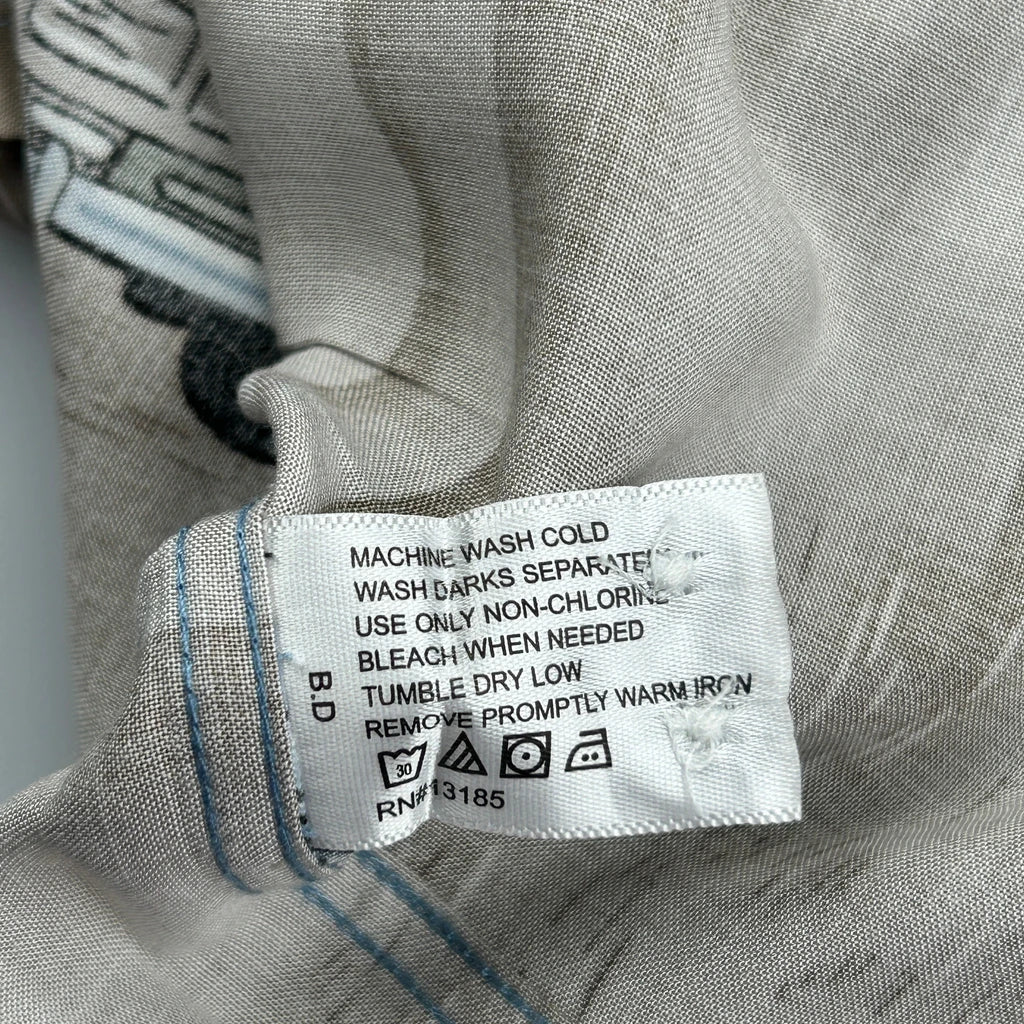 MACHINE WASH COLD
WASH DARKS SEPARATELY
USE ONLY NON-CHLORINE
BLEACH WHEN NEEDED
TUMBLE DRY LOW
REMOVE PROMPTLY WARM IRON
30
RN#13185
B.D